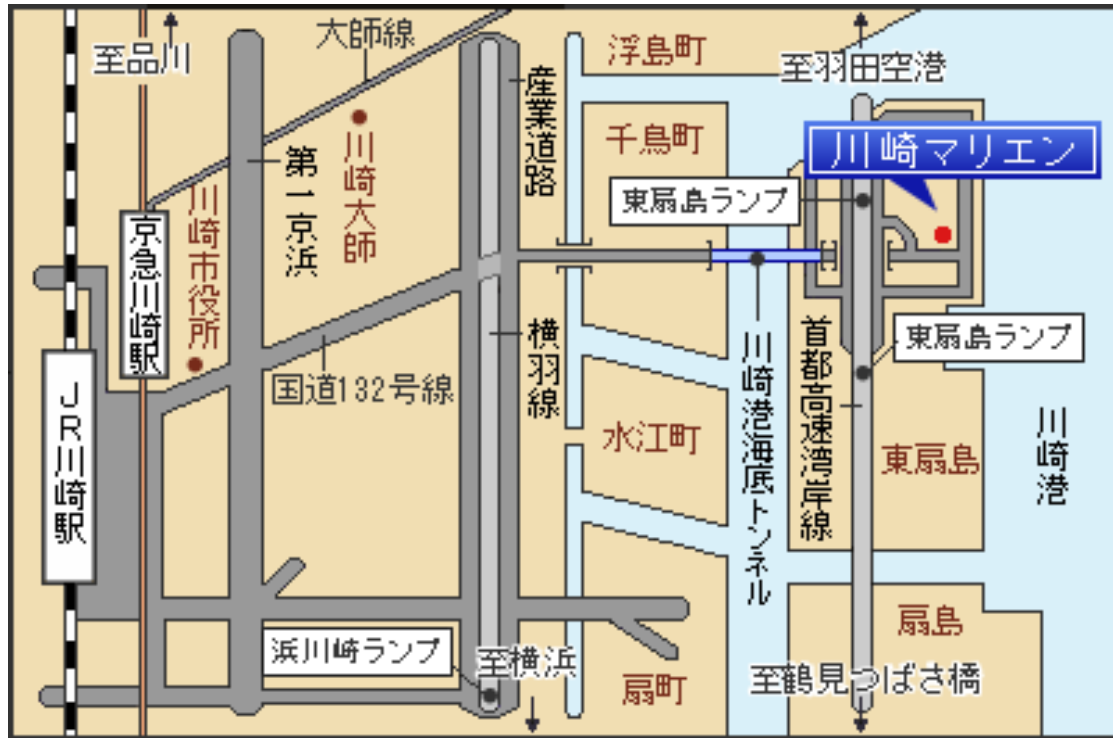 至品川
大師線
産業道路
浮島町
至羽田空港
千鳥町
川崎マリエン
第一京浜
川崎大師
東扇島ランプ
川崎市役所
京急川崎駅
JR川崎駅
国道132号線
横羽線
川崎港海底トンネル
首都高速湾岸線
東扇島ランプ
水江町
東扇島
川崎港
浜川崎ランプ
至横浜
扇町
扇島
至鶴見つばさ橋